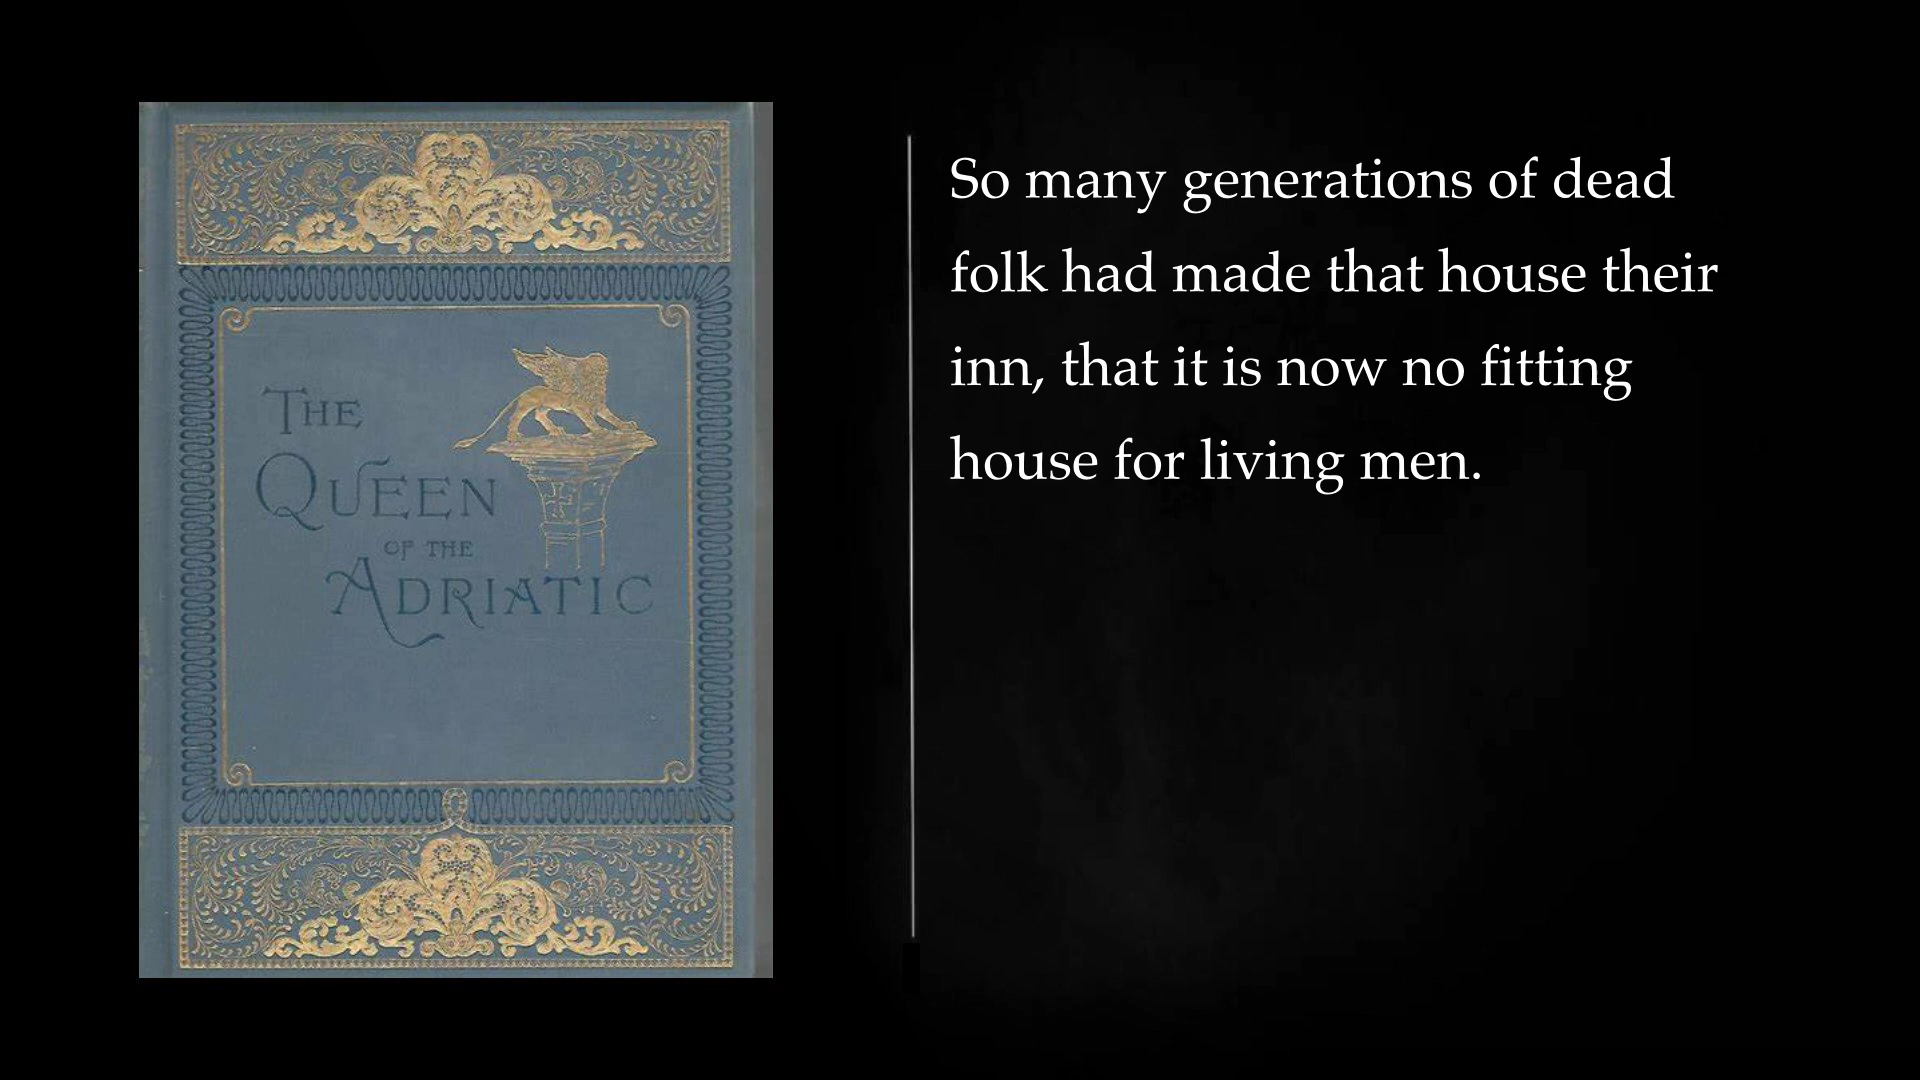 THE
QUEEN
OF THE
ADRIATIC
So many generations of dead
folk had made that house their
inn, that it is now no fitting
house for living men.